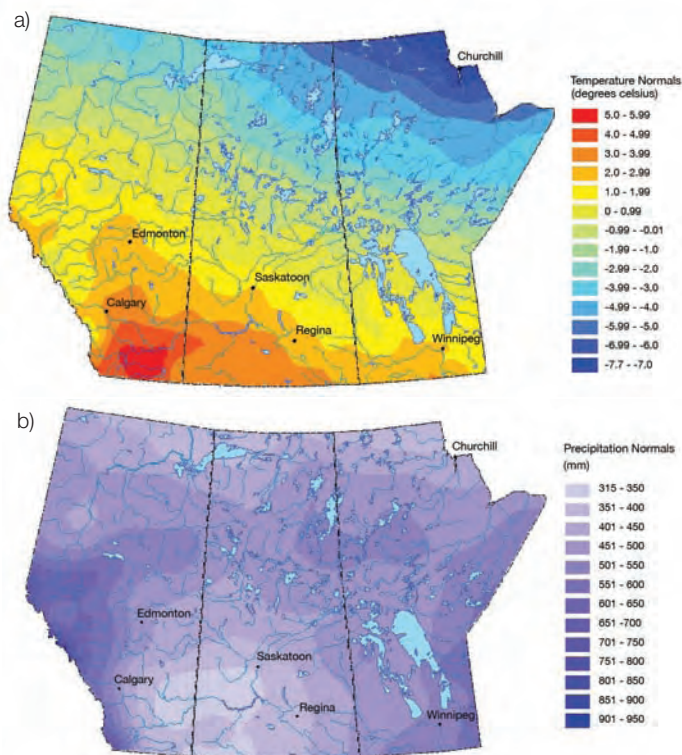 a)
Churchill
Edmonton
Saskatoon
Calgary
Regina
Winnipeg
Temperature Normals
(degrees celsius)
5.0 - 5.99
4.0 - 4.99
3.0 - 3.99
2.0 - 2.99
1.0 - 1.99
0 - 0.99
-0.99 - -0.01
-1.99 - -1.0
-2.99 - -2.0
-3.99 - -3.0
-4.99 - -4.0
-5.99 - -5.0
-6.99 - -6.0
-7.7 - -7.0
b)
Churchill
Edmonton
Saskatoon
Calgary
Regina
Winnipeg
Precipitation Normals
(mm)
315 - 350
351 - 400
401 - 450
451 - 500
501 - 550
551 - 600
601 - 650
651 -700
701 - 750
751 - 800
801 - 850
851 - 900
901 - 950